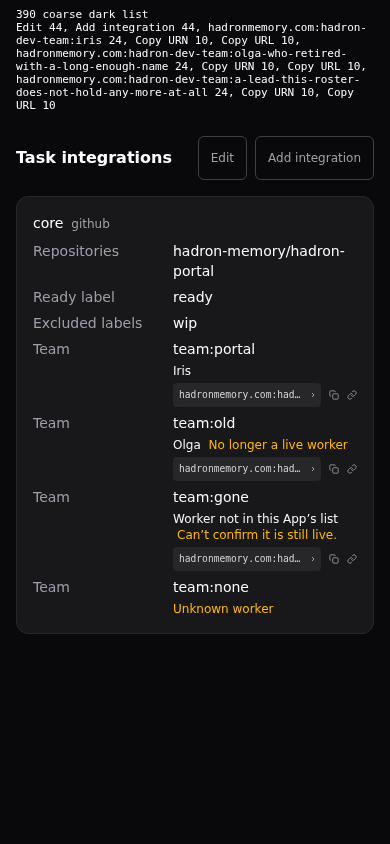 390 coarse dark list
Edit 44, Add integration 44, hadronmemory.com:hadron-
dev-team:iris 24, Copy URN 10, Copy URL 10,
hadronmemory.com:hadron-dev-team:olga-who-retired-
with-a-long-enough-name 24, Copy URN 10, Copy URL 10,
hadronmemory.com:hadron-dev-team:a-lead-this-roster-
does-not-hold-any-more-at-all 24, Copy URN 10, Copy
URL 10
Task integrations Edit Add integration
core github
Repositories hadron-memory/hadron-
portal
Ready label ready
Excluded labels wip
Team team:portal
Iris
hadronmemory.com:had… ›
Team team:old
Olga No longer a live worker
hadronmemory.com:had… ›
Team team:gone
Worker not in this App’s list
Can’t confirm it is still live.
hadronmemory.com:had… ›
Team team:none
Unknown worker